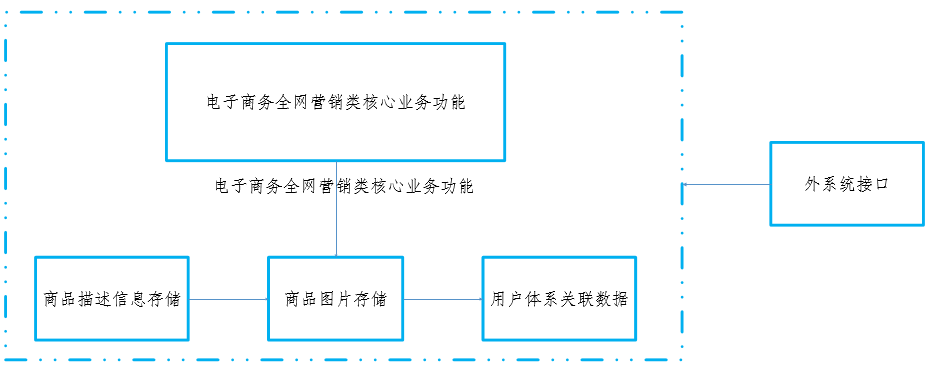 电子商务全网营销类核心业务功能
外系统接口
电子商务全网营销类核心业务功能
商品描述信息存储
商品图片存储
用户体系关联数据